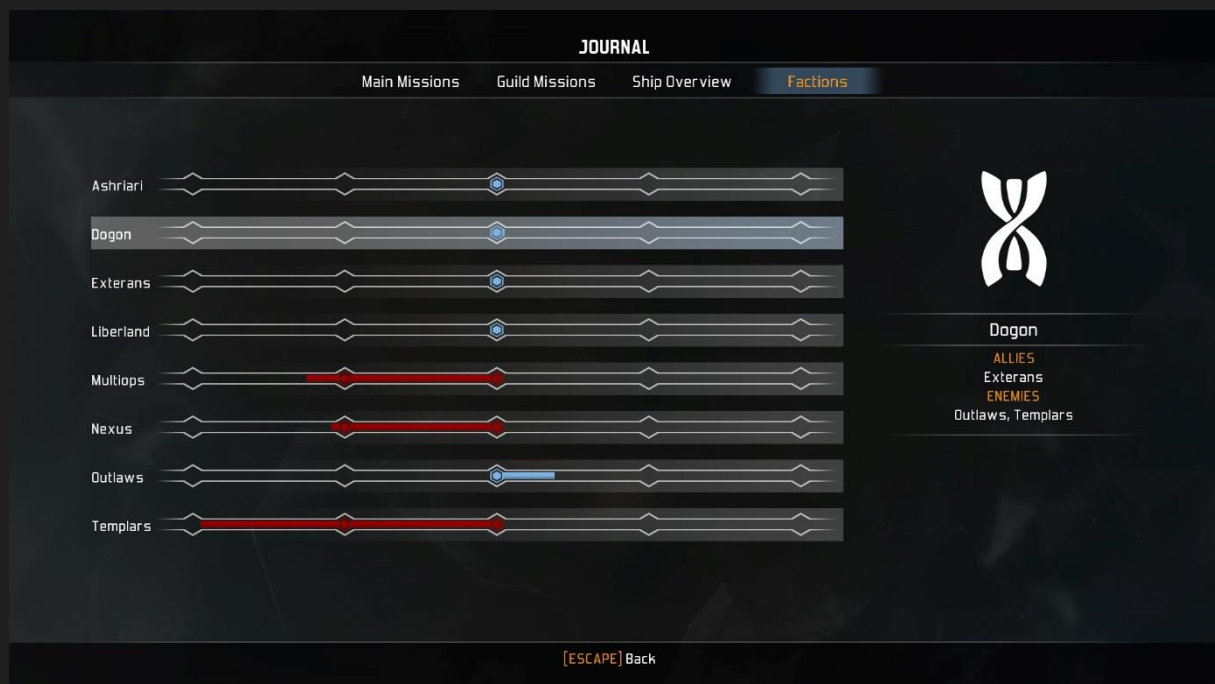 JOURNAL
Main Missions Guild Missions Ship Overview Factions
Ashriari
Dogon
Exterans
Liberland
Multiops
Nexus
Outlaws
Templars
Dogon
ALLIES
Exterans
ENEMIES
Outlaws, Templars
[ESCAPE] Back